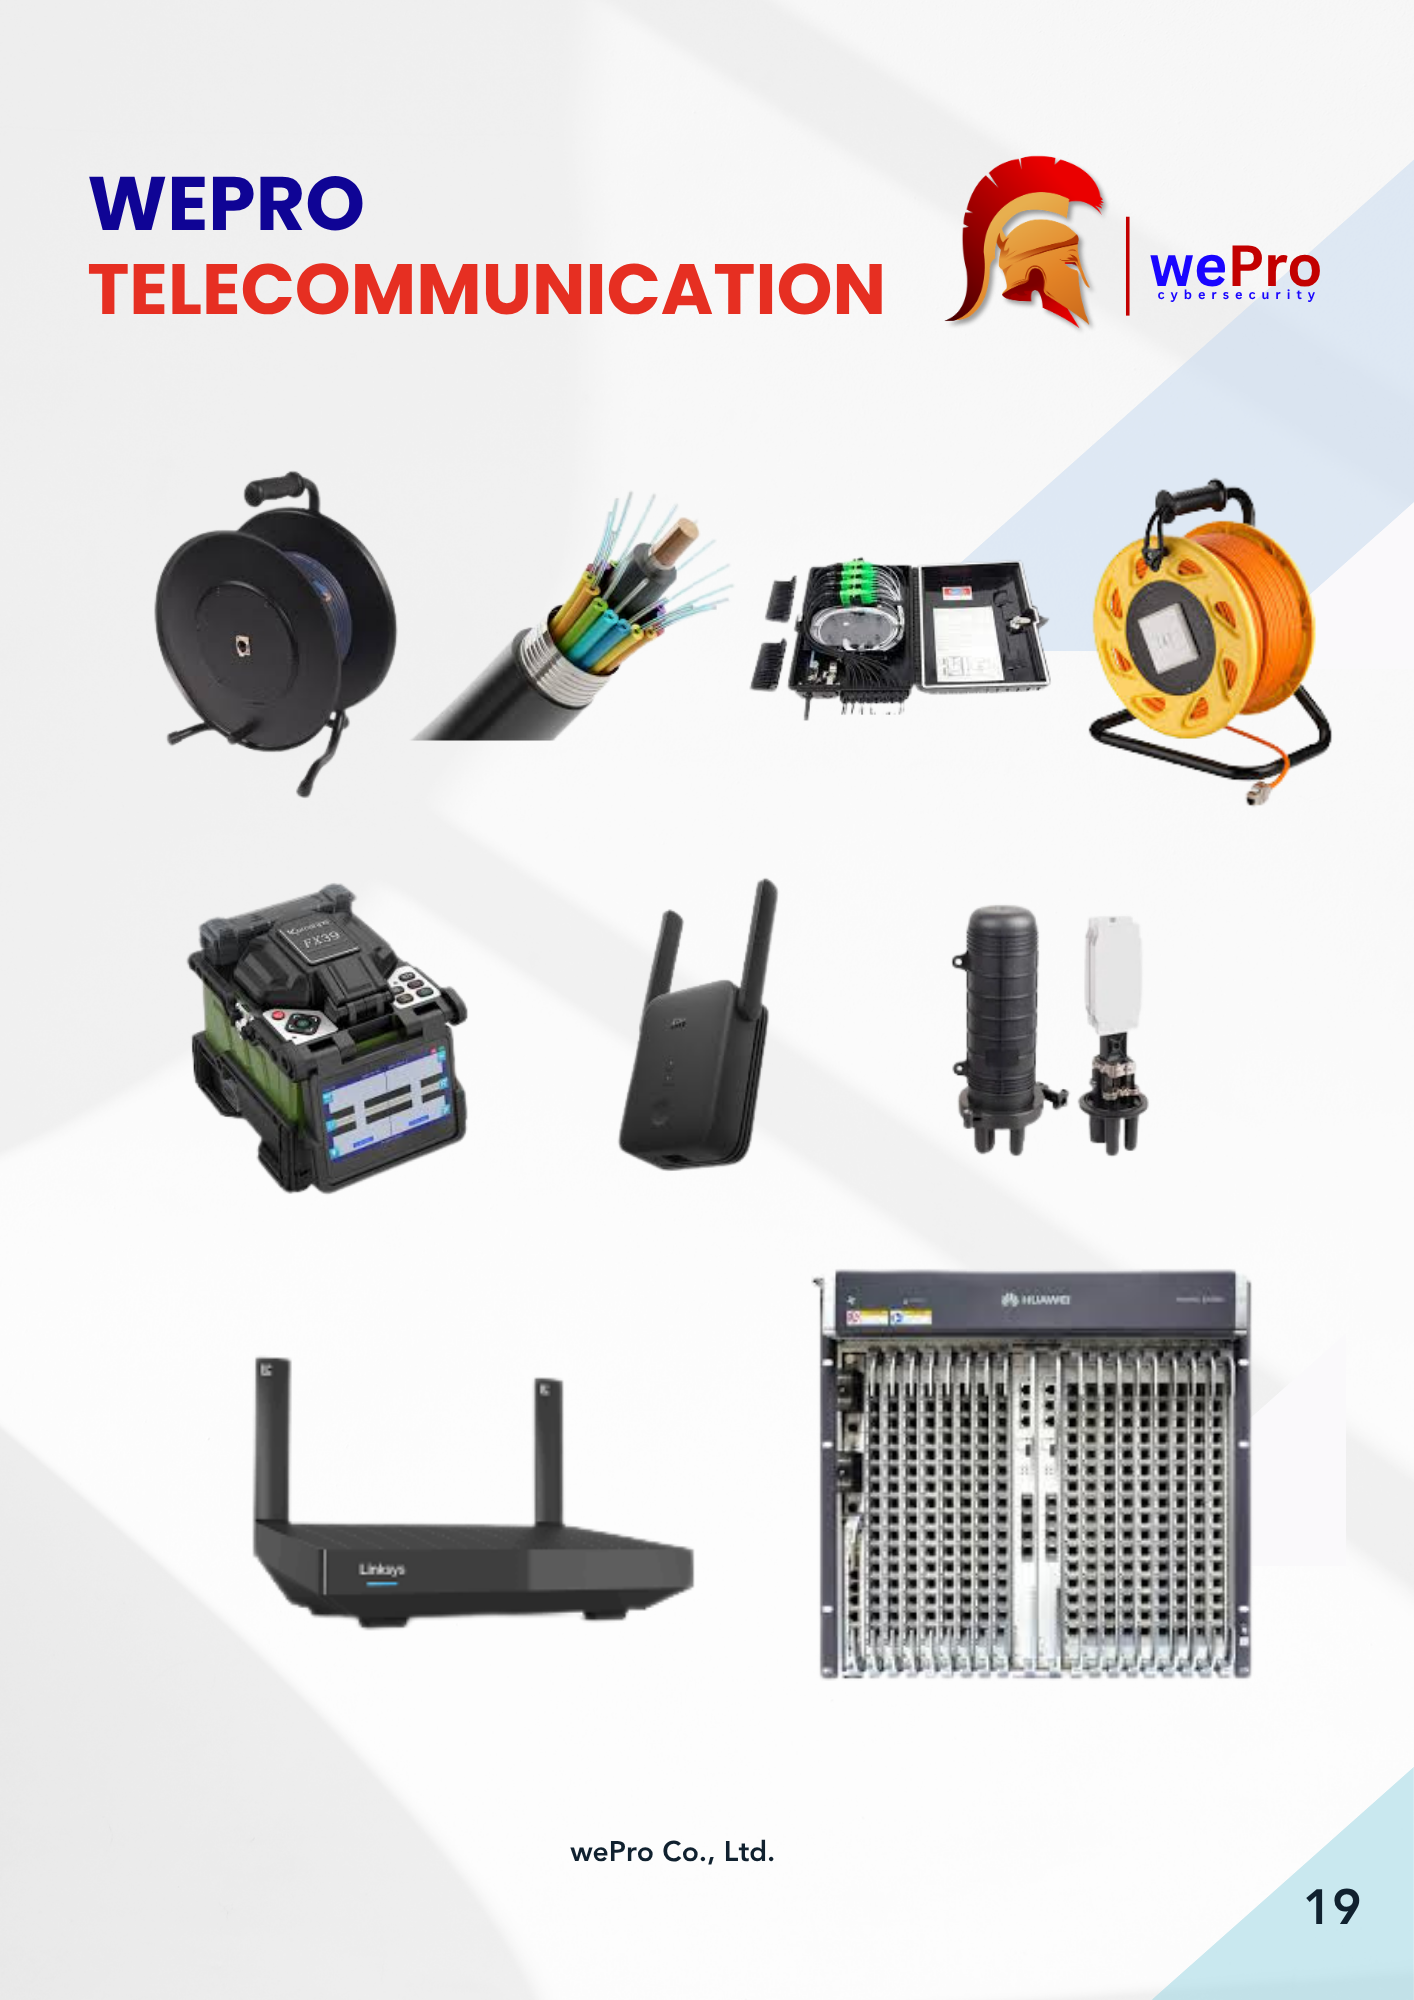 WEPRO
TELECOMMUNICATION
wePro
cybersecurity
FX39
Linksys
HUAWEI
wePro Co., Ltd.
19